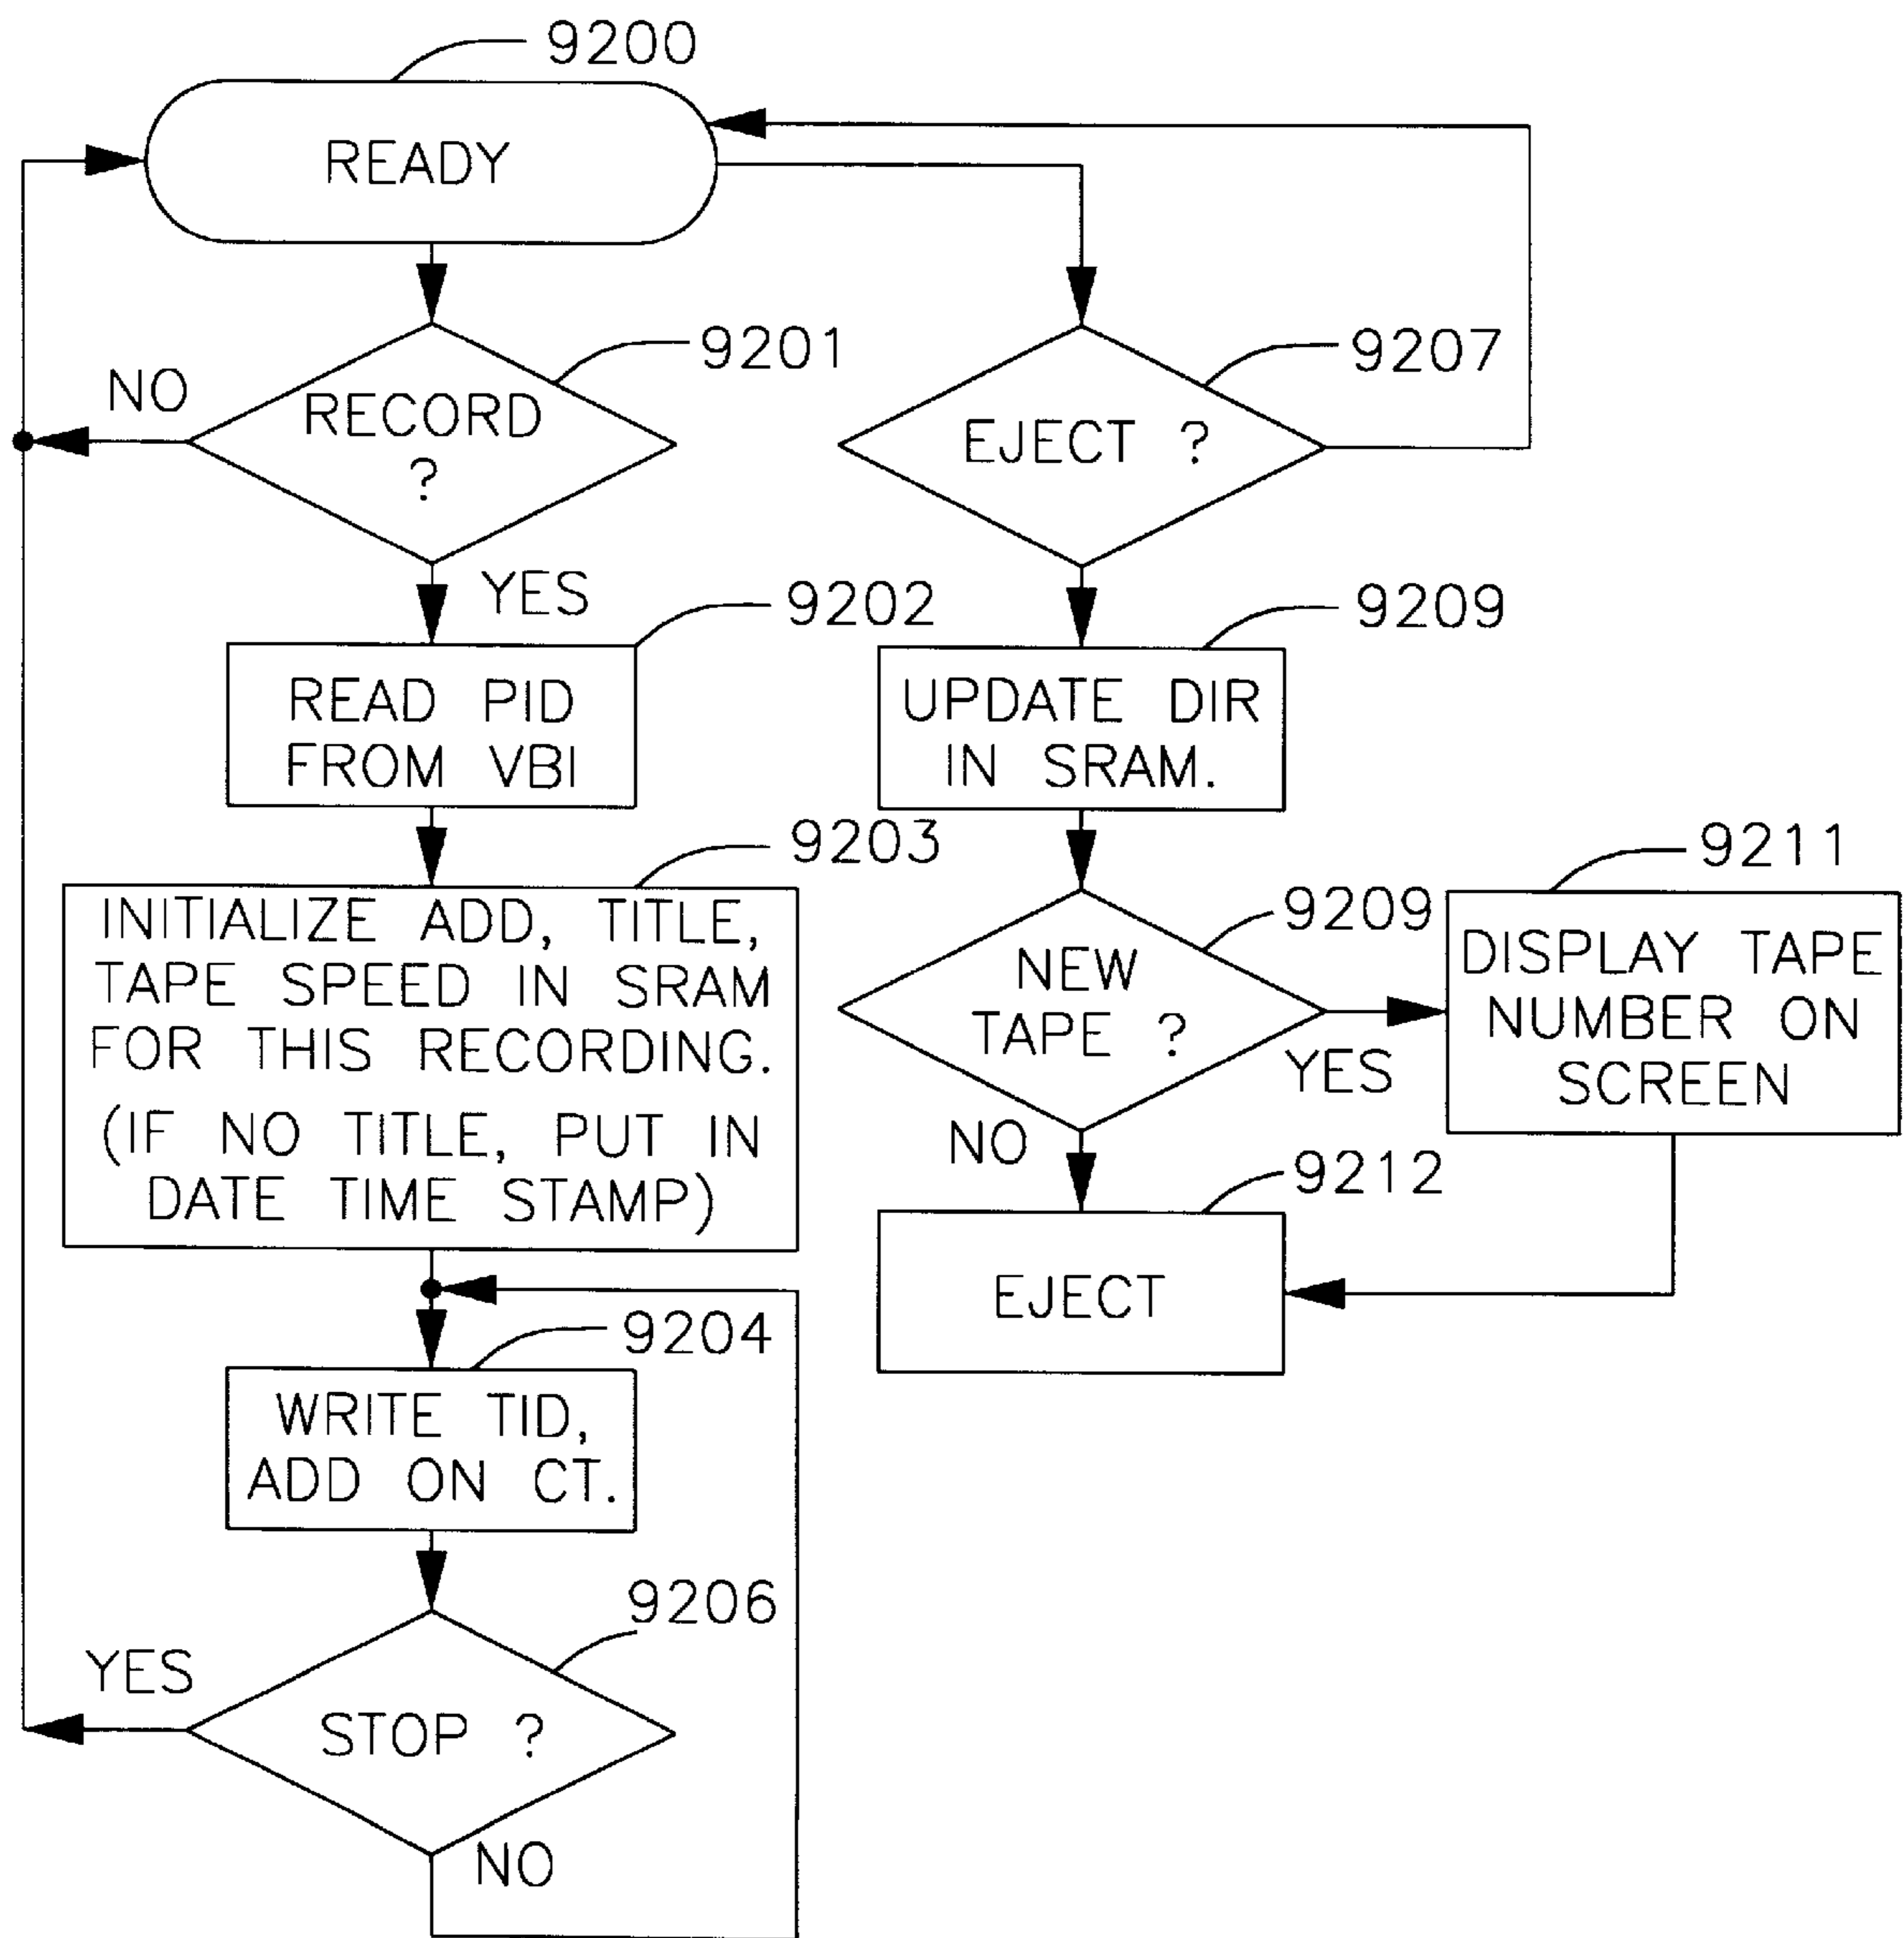 9200
READY
9201
NO
RECORD
?
YES
9202
READ PID
FROM VBI
9203
INITIALIZE ADD, TITLE,
TAPE SPEED IN SRAM
FOR THIS RECORDING.
(IF NO TITLE, PUT IN
DATE TIME STAMP)
9204
WRITE TID,
ADD ON CT.
9206
YES
STOP ?
NO
9207
EJECT ?
9209
UPDATE DIR
IN SRAM.
9209
NEW
TAPE ?
YES
NO
9211
DISPLAY TAPE
NUMBER ON
SCREEN
9212
EJECT